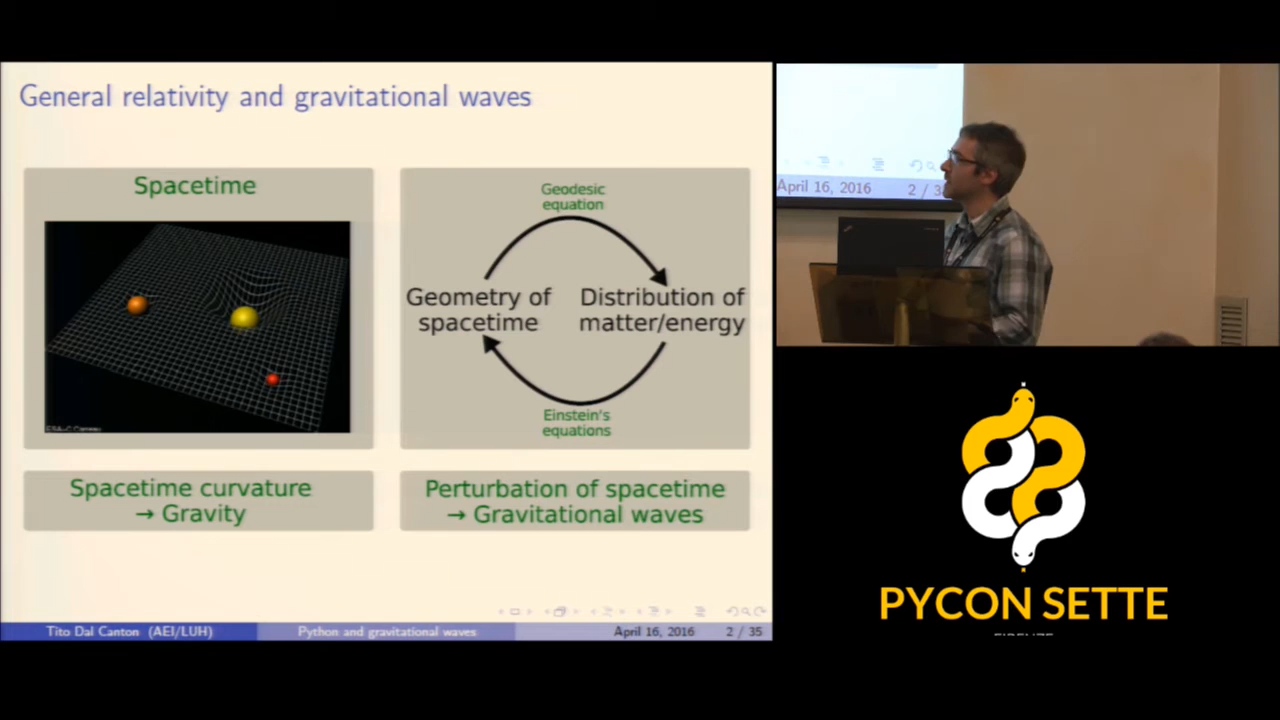 General relativity and gravitational waves
Spacetime
Geodesic
equation
Geometry of
spacetime
Distribution of
matter/energy
Einstein's
equations
Spacetime curvature
→ Gravity
Perturbation of spacetime
→ Gravitational waves
Tito Dal Canton (AEI/LUH)
Python and gravitational waves
April 16, 2016
2 / 35
April 16, 2016
2 / 3
PYCON SETTE